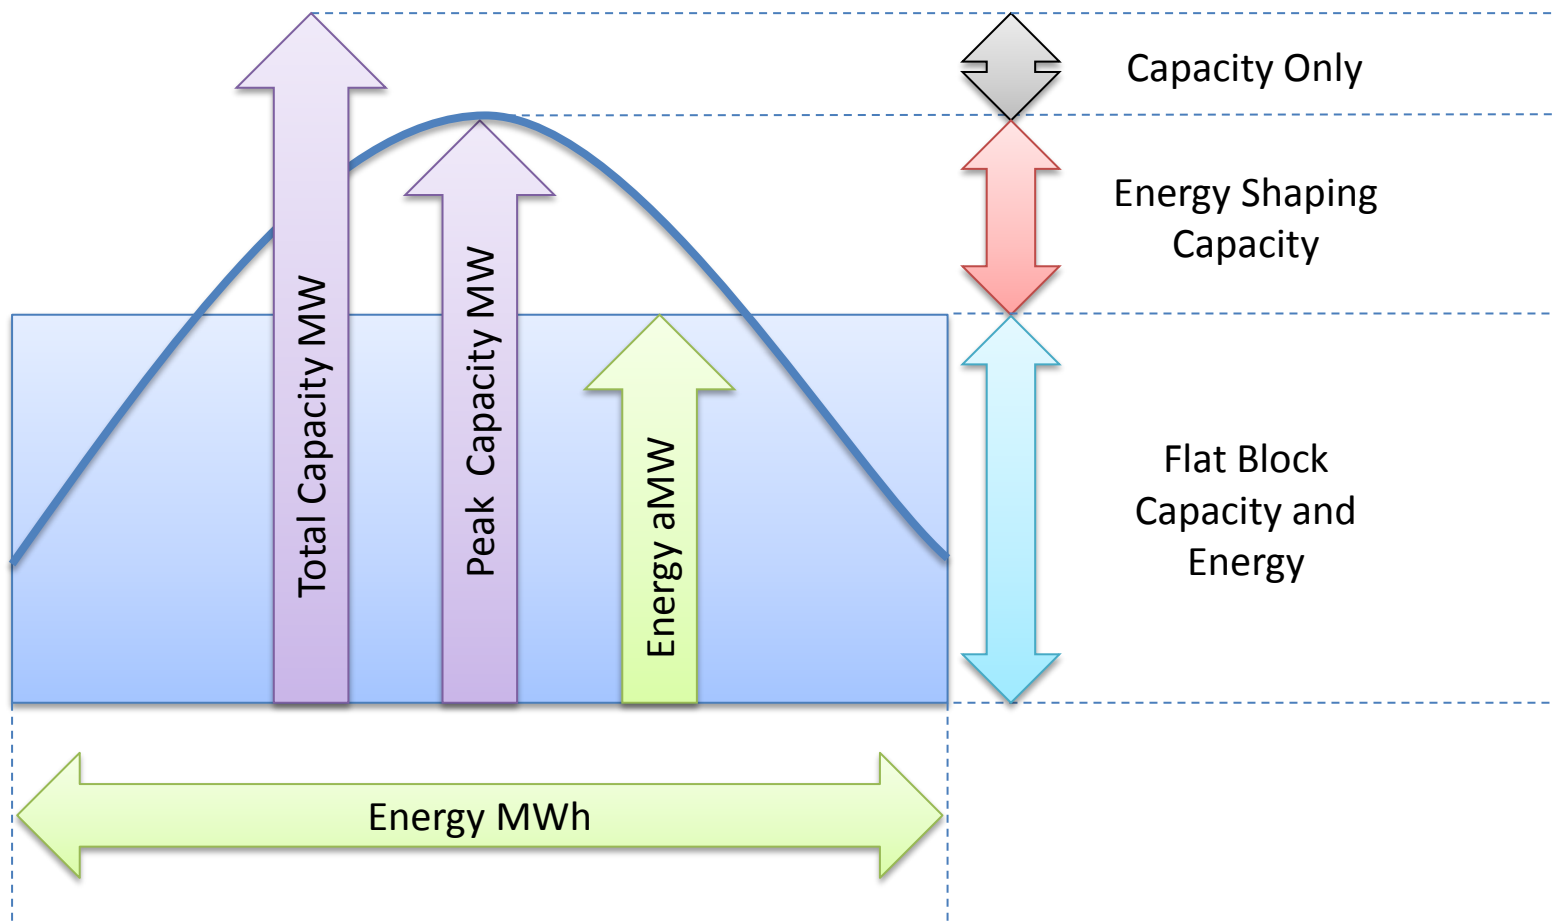 Capacity Only
Energy Shaping
Capacity
Total Capacity MW
Peak Capacity MW
Energy aMW
Flat Block
Capacity and
Energy
Energy MWh